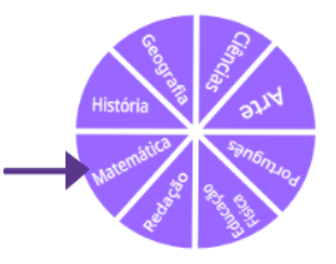 Ciências
Arte
Português
Educação
Física
Redação
Matemática
História
Geografia